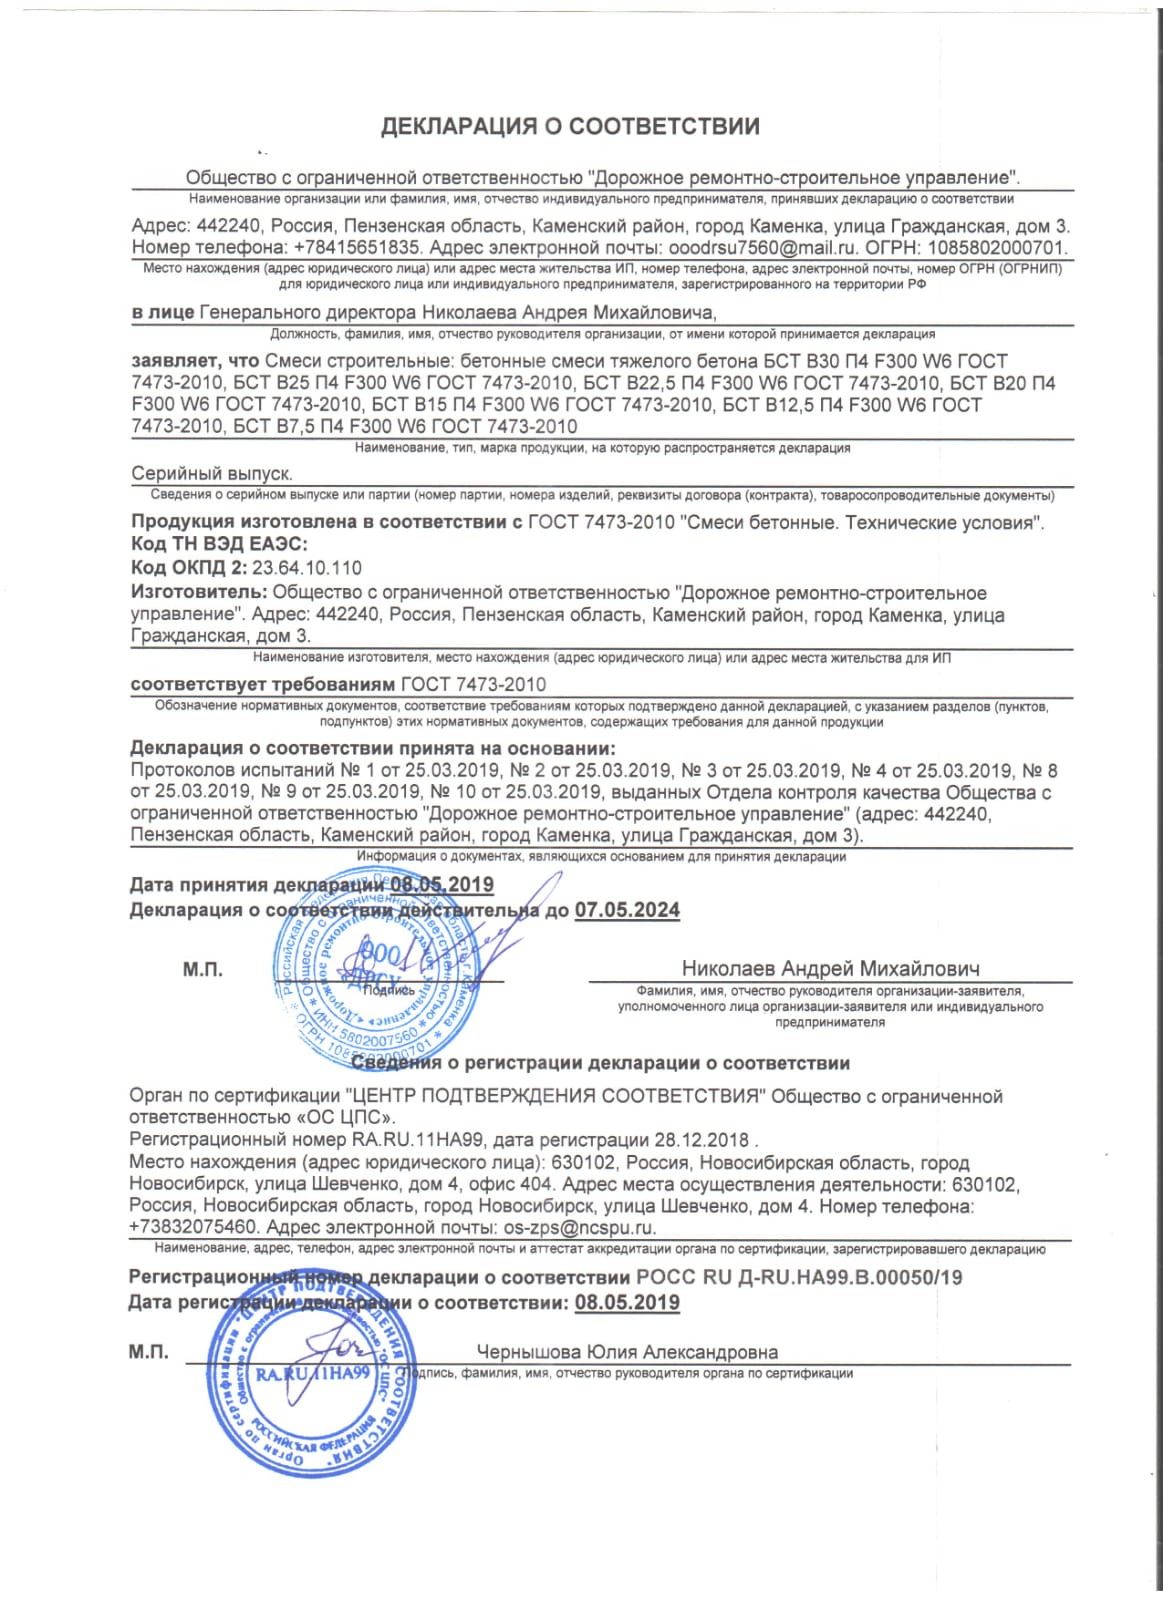 ДЕКЛАРАЦИЯ О СООТВЕТСТВИИ
Общество с ограниченной ответственностью "Дорожное ремонтно-строительное управление".
Наименование организации или фамилия, имя, отчество индивидуального предпринимателя, принявших декларацию о соответствии
Адрес: 442240, Россия, Пензенская область, Каменский район, город Каменка, улица Гражданская, дом 3.
Номер телефона: +78415651835. Адрес электронной почты: ooodrsu7560@mail.ru. ОГРН: 1085802000701.
Место нахождения (адрес юридического лица) или адрес места жительства ИП, номер телефона, адрес электронной почты, номер ОГРН (ОГРНИП)
для юридического лица или индивидуального предпринимателя, зарегистрированного на территории РФ
в лице Генерального директора Николаева Андрея Михайловича,
Должность, фамилия, имя, отчество руководителя организации, от имени которой принимается декларация
заявляет, что Смеси строительные: бетонные смеси тяжелого бетона БСТ В30 П4 F300 W6 ГОСТ
7473-2010, БСТ В25 П4 F300 W6 ГОСТ 7473-2010, БСТ В22,5 П4 F300 W6 ГОСТ 7473-2010, БСТ В20 П4
F300 W6 ГОСТ 7473-2010, БСТ В15 П4 F300 W6 ГОСТ 7473-2010, БСТ В12,5 П4 F300 W6 ГОСТ
7473-2010, БСТ В7,5 П4 F300 W6 ГОСТ 7473-2010
Наименование, тип, марка продукции, на которую распространяется декларация
Серийный выпуск.
Сведения о серийном выпуске или партии (номер партии, номера изделий, реквизиты договора (контракта), товаросопроводительные документы)
Продукция изготовлена в соответствии с ГОСТ 7473-2010 "Смеси бетонные. Технические условия".
Код ТН ВЭД ЕАЭС:
Код ОКПД 2: 23.64.10.110
Изготовитель: Общество с ограниченной ответственностью "Дорожное ремонтно-строительное
управление". Адрес: 442240, Россия, Пензенская область, Каменский район, город Каменка, улица
Гражданская, дом 3.
Наименование изготовителя, место нахождения (адрес юридического лица) или адрес места жительства для ИП
соответствует требованиям ГОСТ 7473-2010
Обозначение нормативных документов, соответствие требованиям которых подтверждено данной декларацией, с указанием разделов (пунктов,
подпунктов) этих нормативных документов, содержащих требования для данной продукции
Декларация о соответствии принята на основании:
Протоколов испытаний № 1 от 25.03.2019, № 2 от 25.03.2019, № 3 от 25.03.2019, № 4 от 25.03.2019, № 8
от 25.03.2019, № 9 от 25.03.2019, № 10 от 25.03.2019, выданных Отдела контроля качества Общества с
ограниченной ответственностью "Дорожное ремонтно-строительное управление" (адрес: 442240,
Пензенская область, Каменский район, город Каменка, улица Гражданская, дом 3).
Информация о документах, являющихся основанием для принятия декларации
Дата принятия декларации 08.05.2019
Декларация о соответствии действительна до 07.05.2024
Российская Федерация Пензенская область г. Каменка * ОГРН 1085802000701 *
Общество с ограниченной ответственностью * ИНН 5802007560 *
«Дорожное ремонтно-строительное управление»
ООО
«ДРСУ»
М.П.
Подпись
Николаев Андрей Михайлович
Фамилия, имя, отчество руководителя организации-заявителя,
уполномоченного лица организации-заявителя или индивидуального
предпринимателя
Сведения о регистрации декларации о соответствии
Орган по сертификации "ЦЕНТР ПОДТВЕРЖДЕНИЯ СООТВЕТСТВИЯ" Общество с ограниченной
ответственностью «ОС ЦПС».
Регистрационный номер RA.RU.11НА99, дата регистрации 28.12.2018 .
Место нахождения (адрес юридического лица): 630102, Россия, Новосибирская область, город
Новосибирск, улица Шевченко, дом 4, офис 404. Адрес места осуществления деятельности: 630102,
Россия, Новосибирская область, город Новосибирск, улица Шевченко, дом 4. Номер телефона:
+73832075460. Адрес электронной почты: os-zps@ncspu.ru.
Наименование, адрес, телефон, адрес электронной почты и аттестат аккредитации органа по сертификации, зарегистрировавшего декларацию
Регистрационный номер декларации о соответствии РОСС RU Д-RU.НА99.В.00050/19
Дата регистрации декларации о соответствии: 08.05.2019
Орган по сертификации "ЦЕНТР ПОДТВЕРЖДЕНИЯ СООТВЕТСТВИЯ"
Общество с ограниченной ответственностью "ОС ЦПС"
RA.RU.11НА99
РОССИЙСКАЯ ФЕДЕРАЦИЯ
М.П.
Чернышова Юлия Александровна
Подпись, фамилия, имя, отчество руководителя органа по сертификации